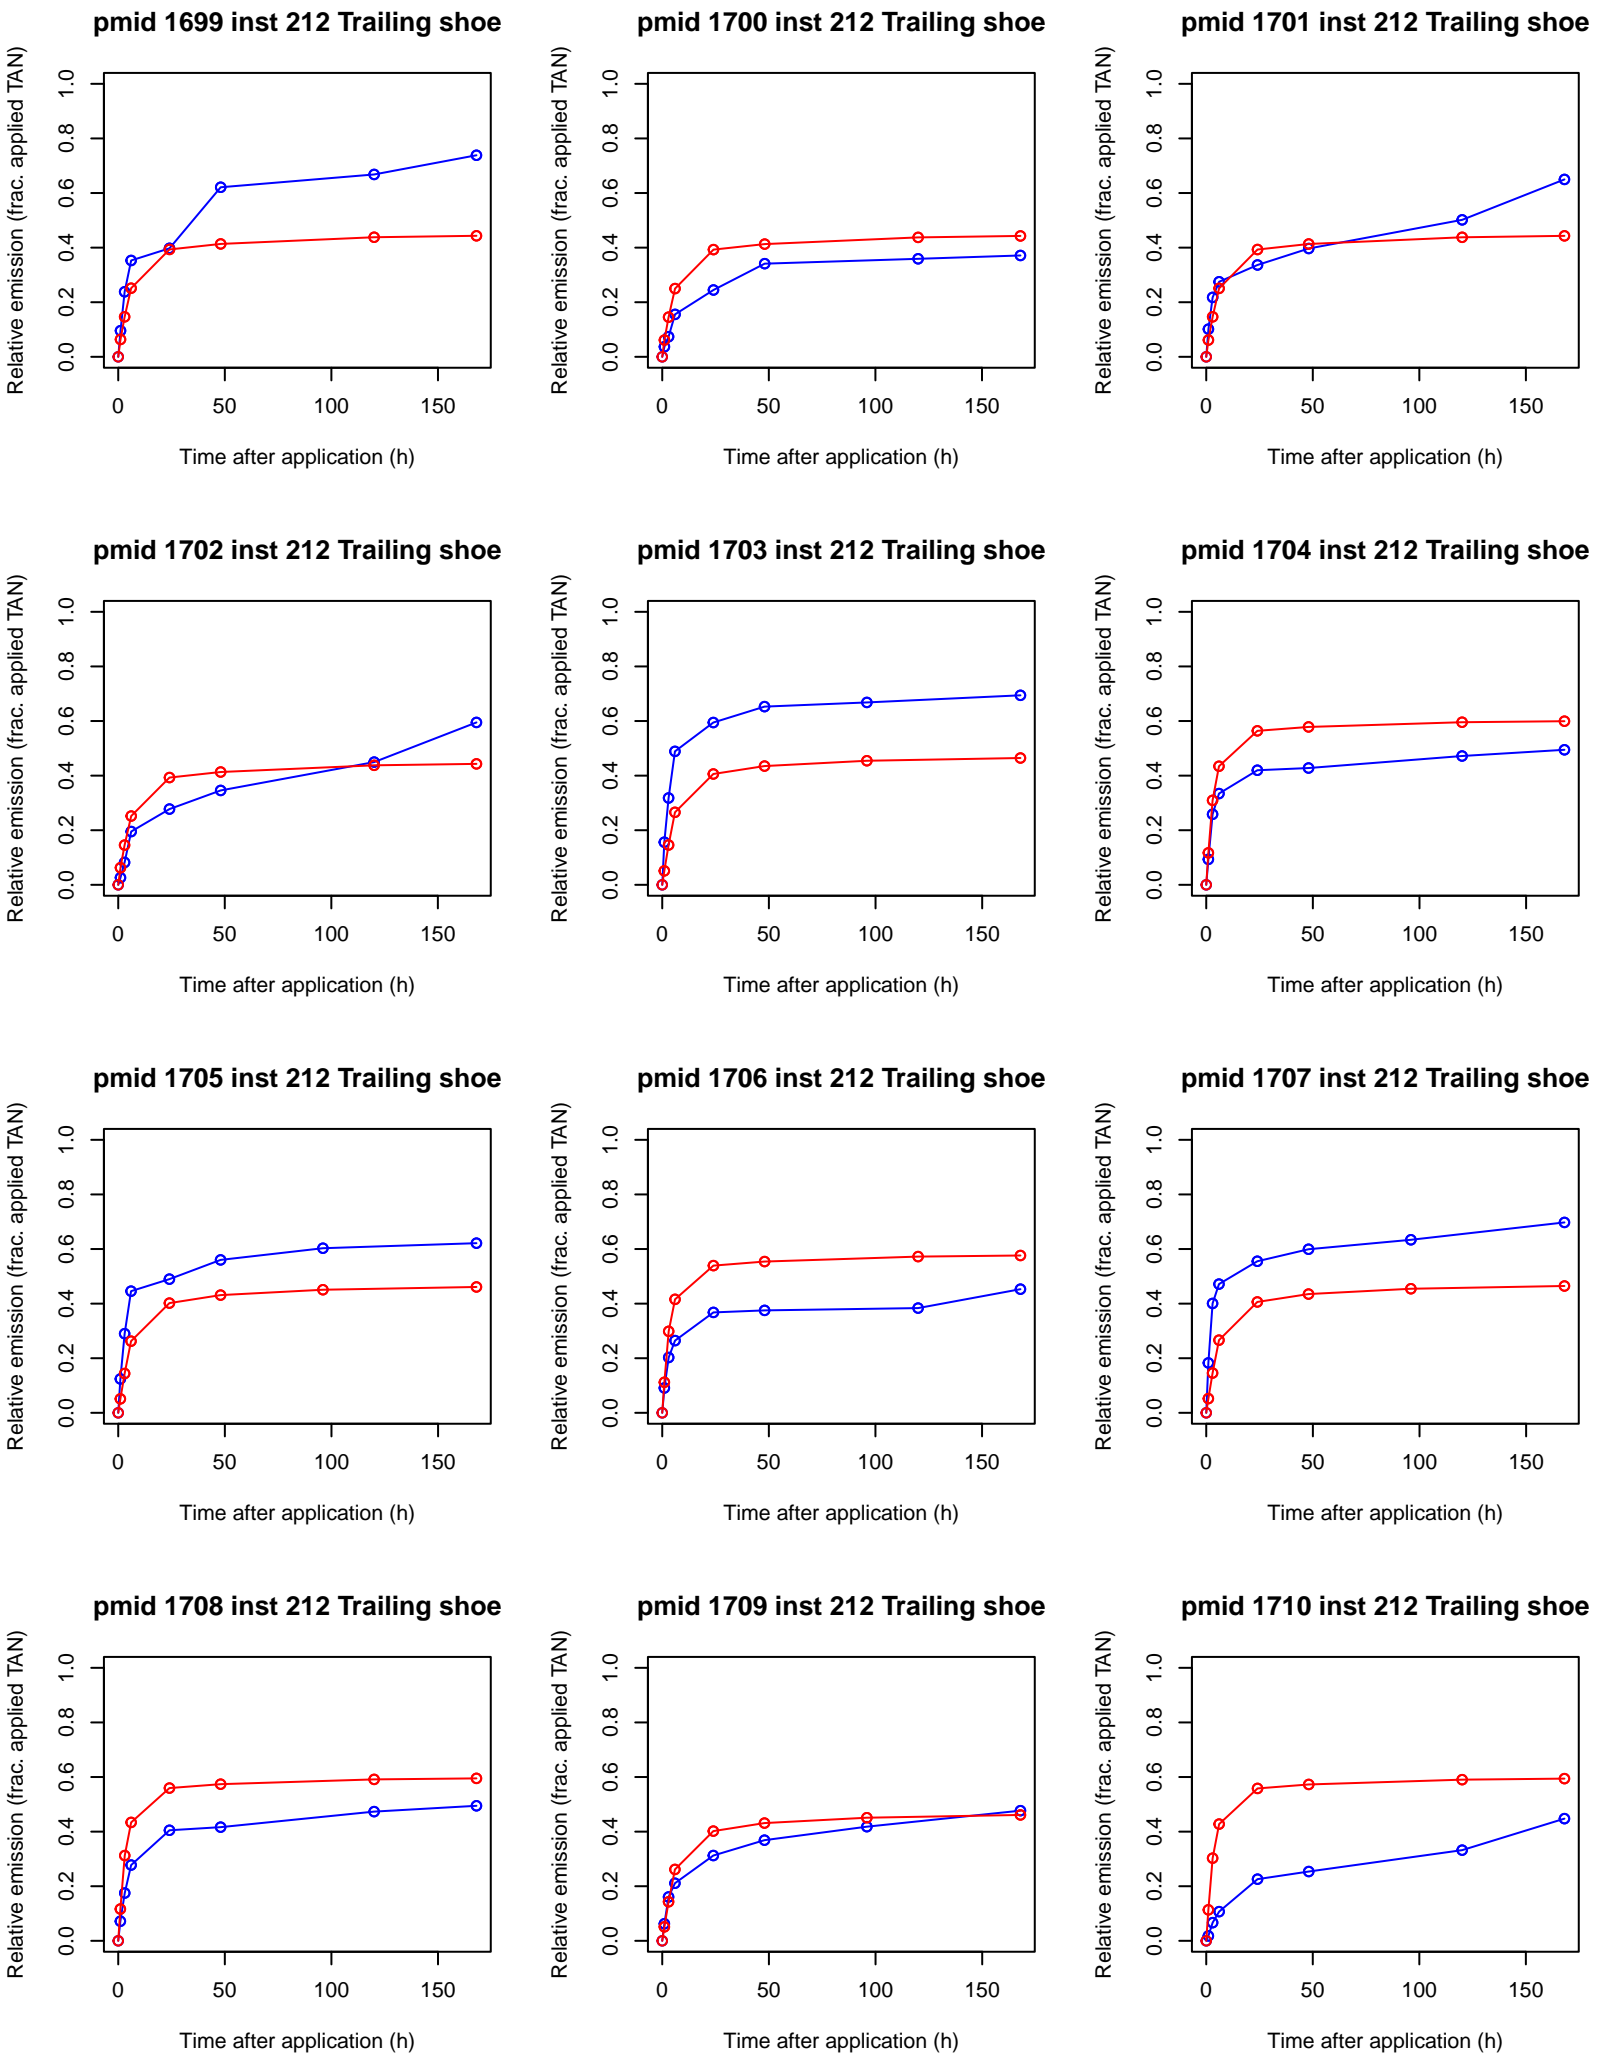 pmid 1699 inst 212 Trailing shoe
Relative emission (frac. applied TAN)
1.0
0.8
0.6
0.4
0.2
0.0
0 50 100 150
Time after application (h)
pmid 1700 inst 212 Trailing shoe
Relative emission (frac. applied TAN)
1.0
0.8
0.6
0.4
0.2
0.0
0 50 100 150
Time after application (h)
pmid 1701 inst 212 Trailing shoe
Relative emission (frac. applied TAN)
1.0
0.8
0.6
0.4
0.2
0.0
0 50 100 150
Time after application (h)
pmid 1702 inst 212 Trailing shoe
Relative emission (frac. applied TAN)
1.0
0.8
0.6
0.4
0.2
0.0
0 50 100 150
Time after application (h)
pmid 1703 inst 212 Trailing shoe
Relative emission (frac. applied TAN)
1.0
0.8
0.6
0.4
0.2
0.0
0 50 100 150
Time after application (h)
pmid 1704 inst 212 Trailing shoe
Relative emission (frac. applied TAN)
1.0
0.8
0.6
0.4
0.2
0.0
0 50 100 150
Time after application (h)
pmid 1705 inst 212 Trailing shoe
Relative emission (frac. applied TAN)
1.0
0.8
0.6
0.4
0.2
0.0
0 50 100 150
Time after application (h)
pmid 1706 inst 212 Trailing shoe
Relative emission (frac. applied TAN)
1.0
0.8
0.6
0.4
0.2
0.0
0 50 100 150
Time after application (h)
pmid 1707 inst 212 Trailing shoe
Relative emission (frac. applied TAN)
1.0
0.8
0.6
0.4
0.2
0.0
0 50 100 150
Time after application (h)
pmid 1708 inst 212 Trailing shoe
Relative emission (frac. applied TAN)
1.0
0.8
0.6
0.4
0.2
0.0
0 50 100 150
Time after application (h)
pmid 1709 inst 212 Trailing shoe
Relative emission (frac. applied TAN)
1.0
0.8
0.6
0.4
0.2
0.0
0 50 100 150
Time after application (h)
pmid 1710 inst 212 Trailing shoe
Relative emission (frac. applied TAN)
1.0
0.8
0.6
0.4
0.2
0.0
0 50 100 150
Time after application (h)